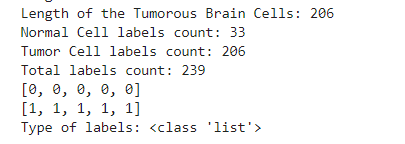 Length of the Tumorous Brain Cells: 206
Normal Cell labels count: 33
Tumor Cell labels count: 206
Total labels count: 239
[0, 0, 0, 0, 0]
[1, 1, 1, 1, 1]
Type of labels: <class 'list'>